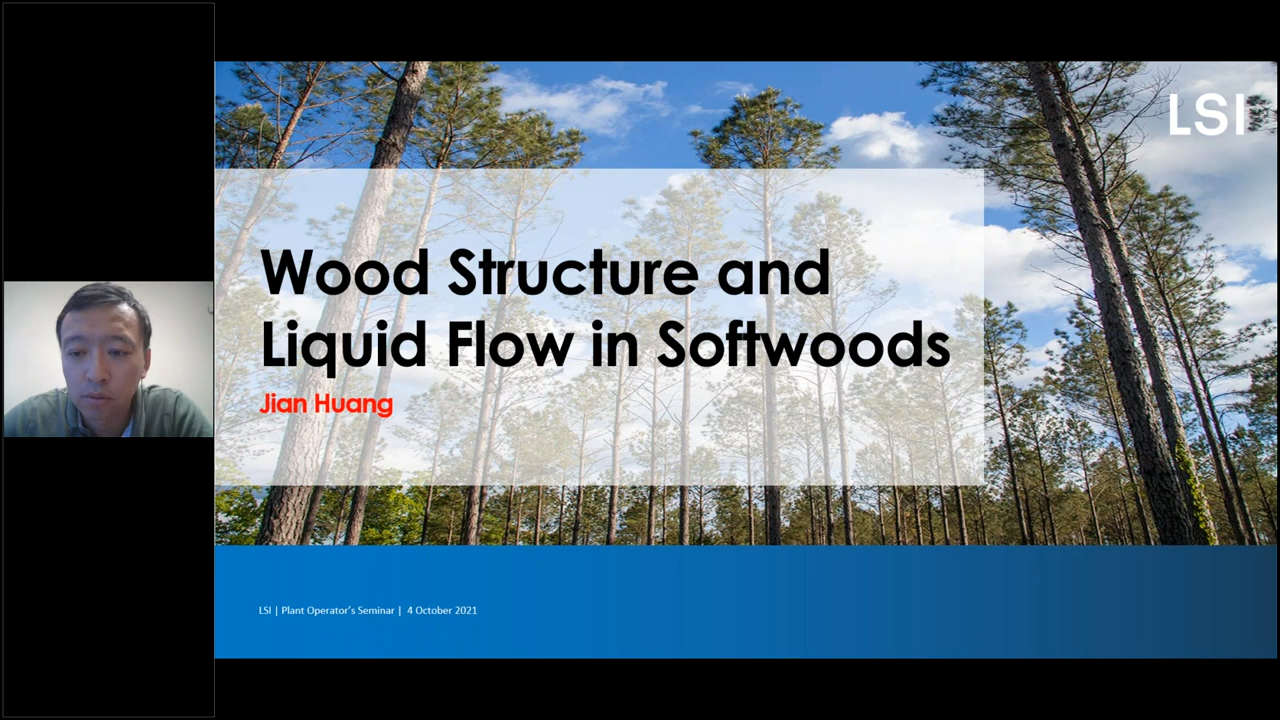 LSI
Wood Structure and
Liquid Flow in Softwoods
Jian Huang
LSI | Plant Operator's Seminar | 4 October 2021